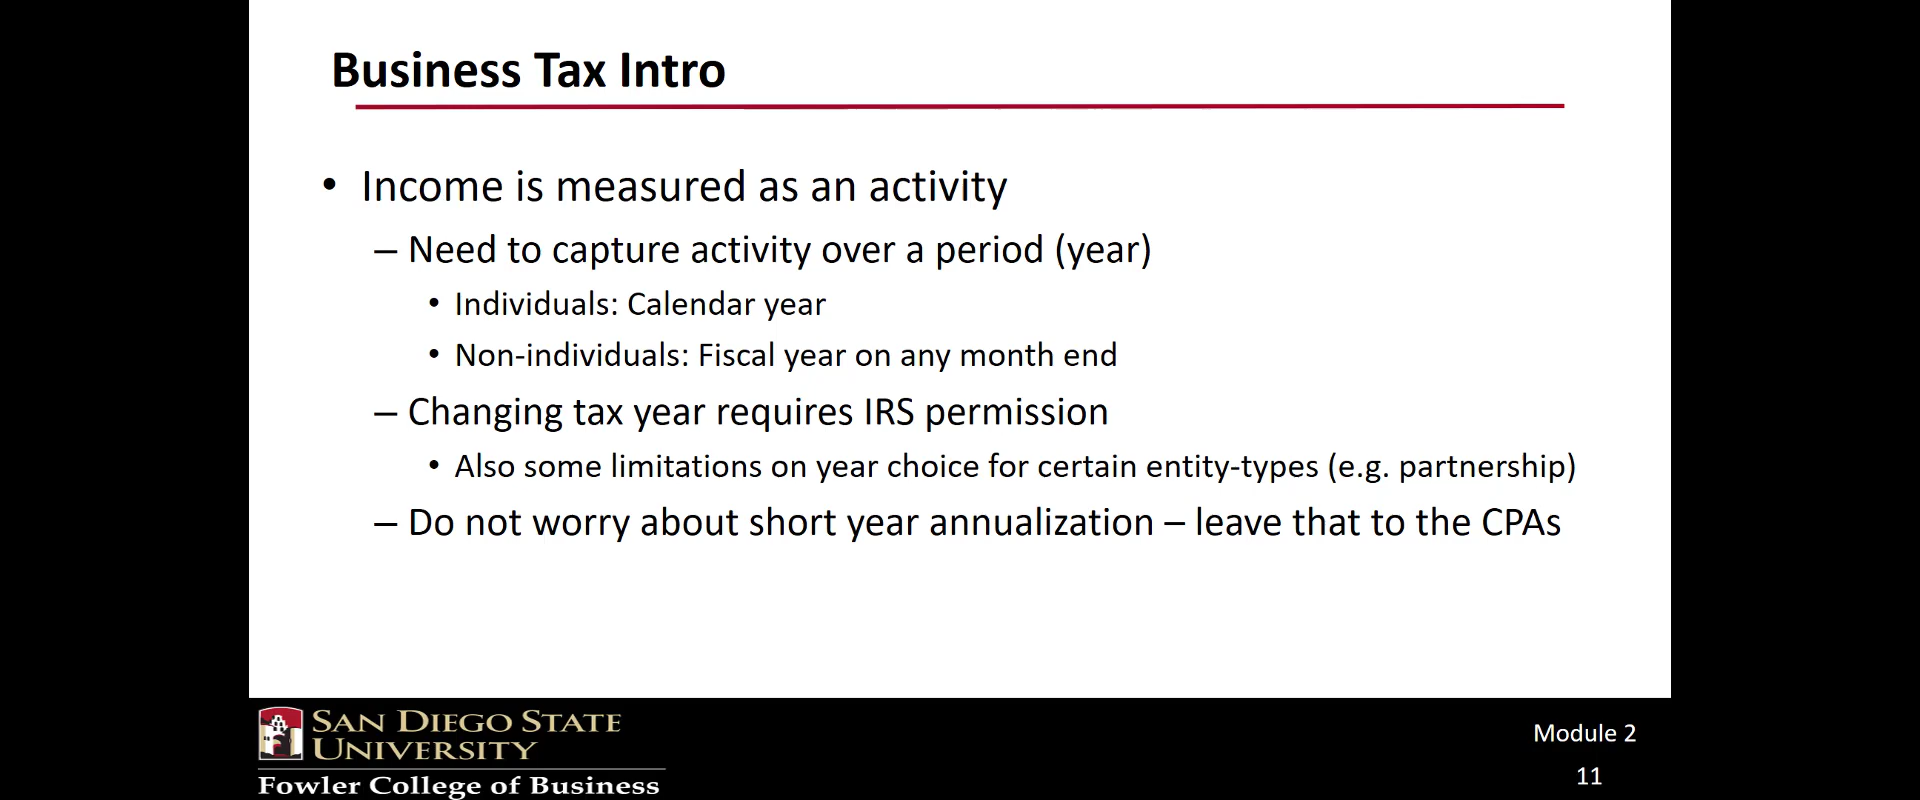 Business Tax Intro
• Income is measured as an activity
– Need to capture activity over a period (year)
• Individuals: Calendar year
• Non-individuals: Fiscal year on any month end
– Changing tax year requires IRS permission
• Also some limitations on year choice for certain entity-types (e.g. partnership)
– Do not worry about short year annualization – leave that to the CPAs
SAN DIEGO STATE
UNIVERSITY
Fowler College of Business
Module 2
11